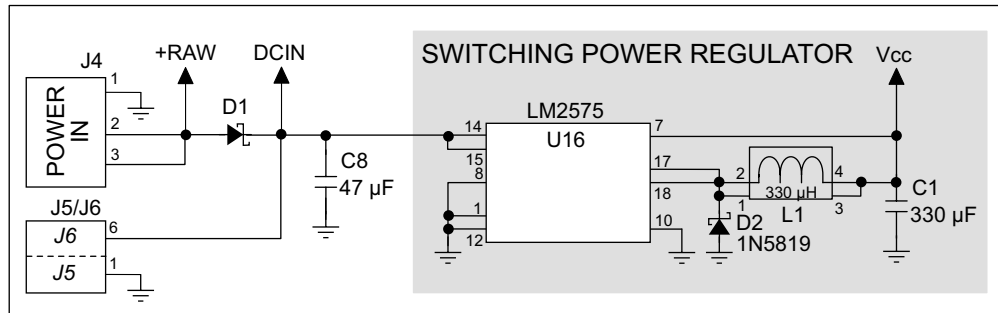 SWITCHING POWER REGULATOR
+RAW
DCIN
Vcc
J4
1
2
3
POWER IN
D1
C8
47 µF
LM2575
U16
14
15
8
1
12
7
17
18
10
2
4
1
3
330 µH
L1
D2
1N5819
C1
330 µF
J5/J6
J6
6
J5
1